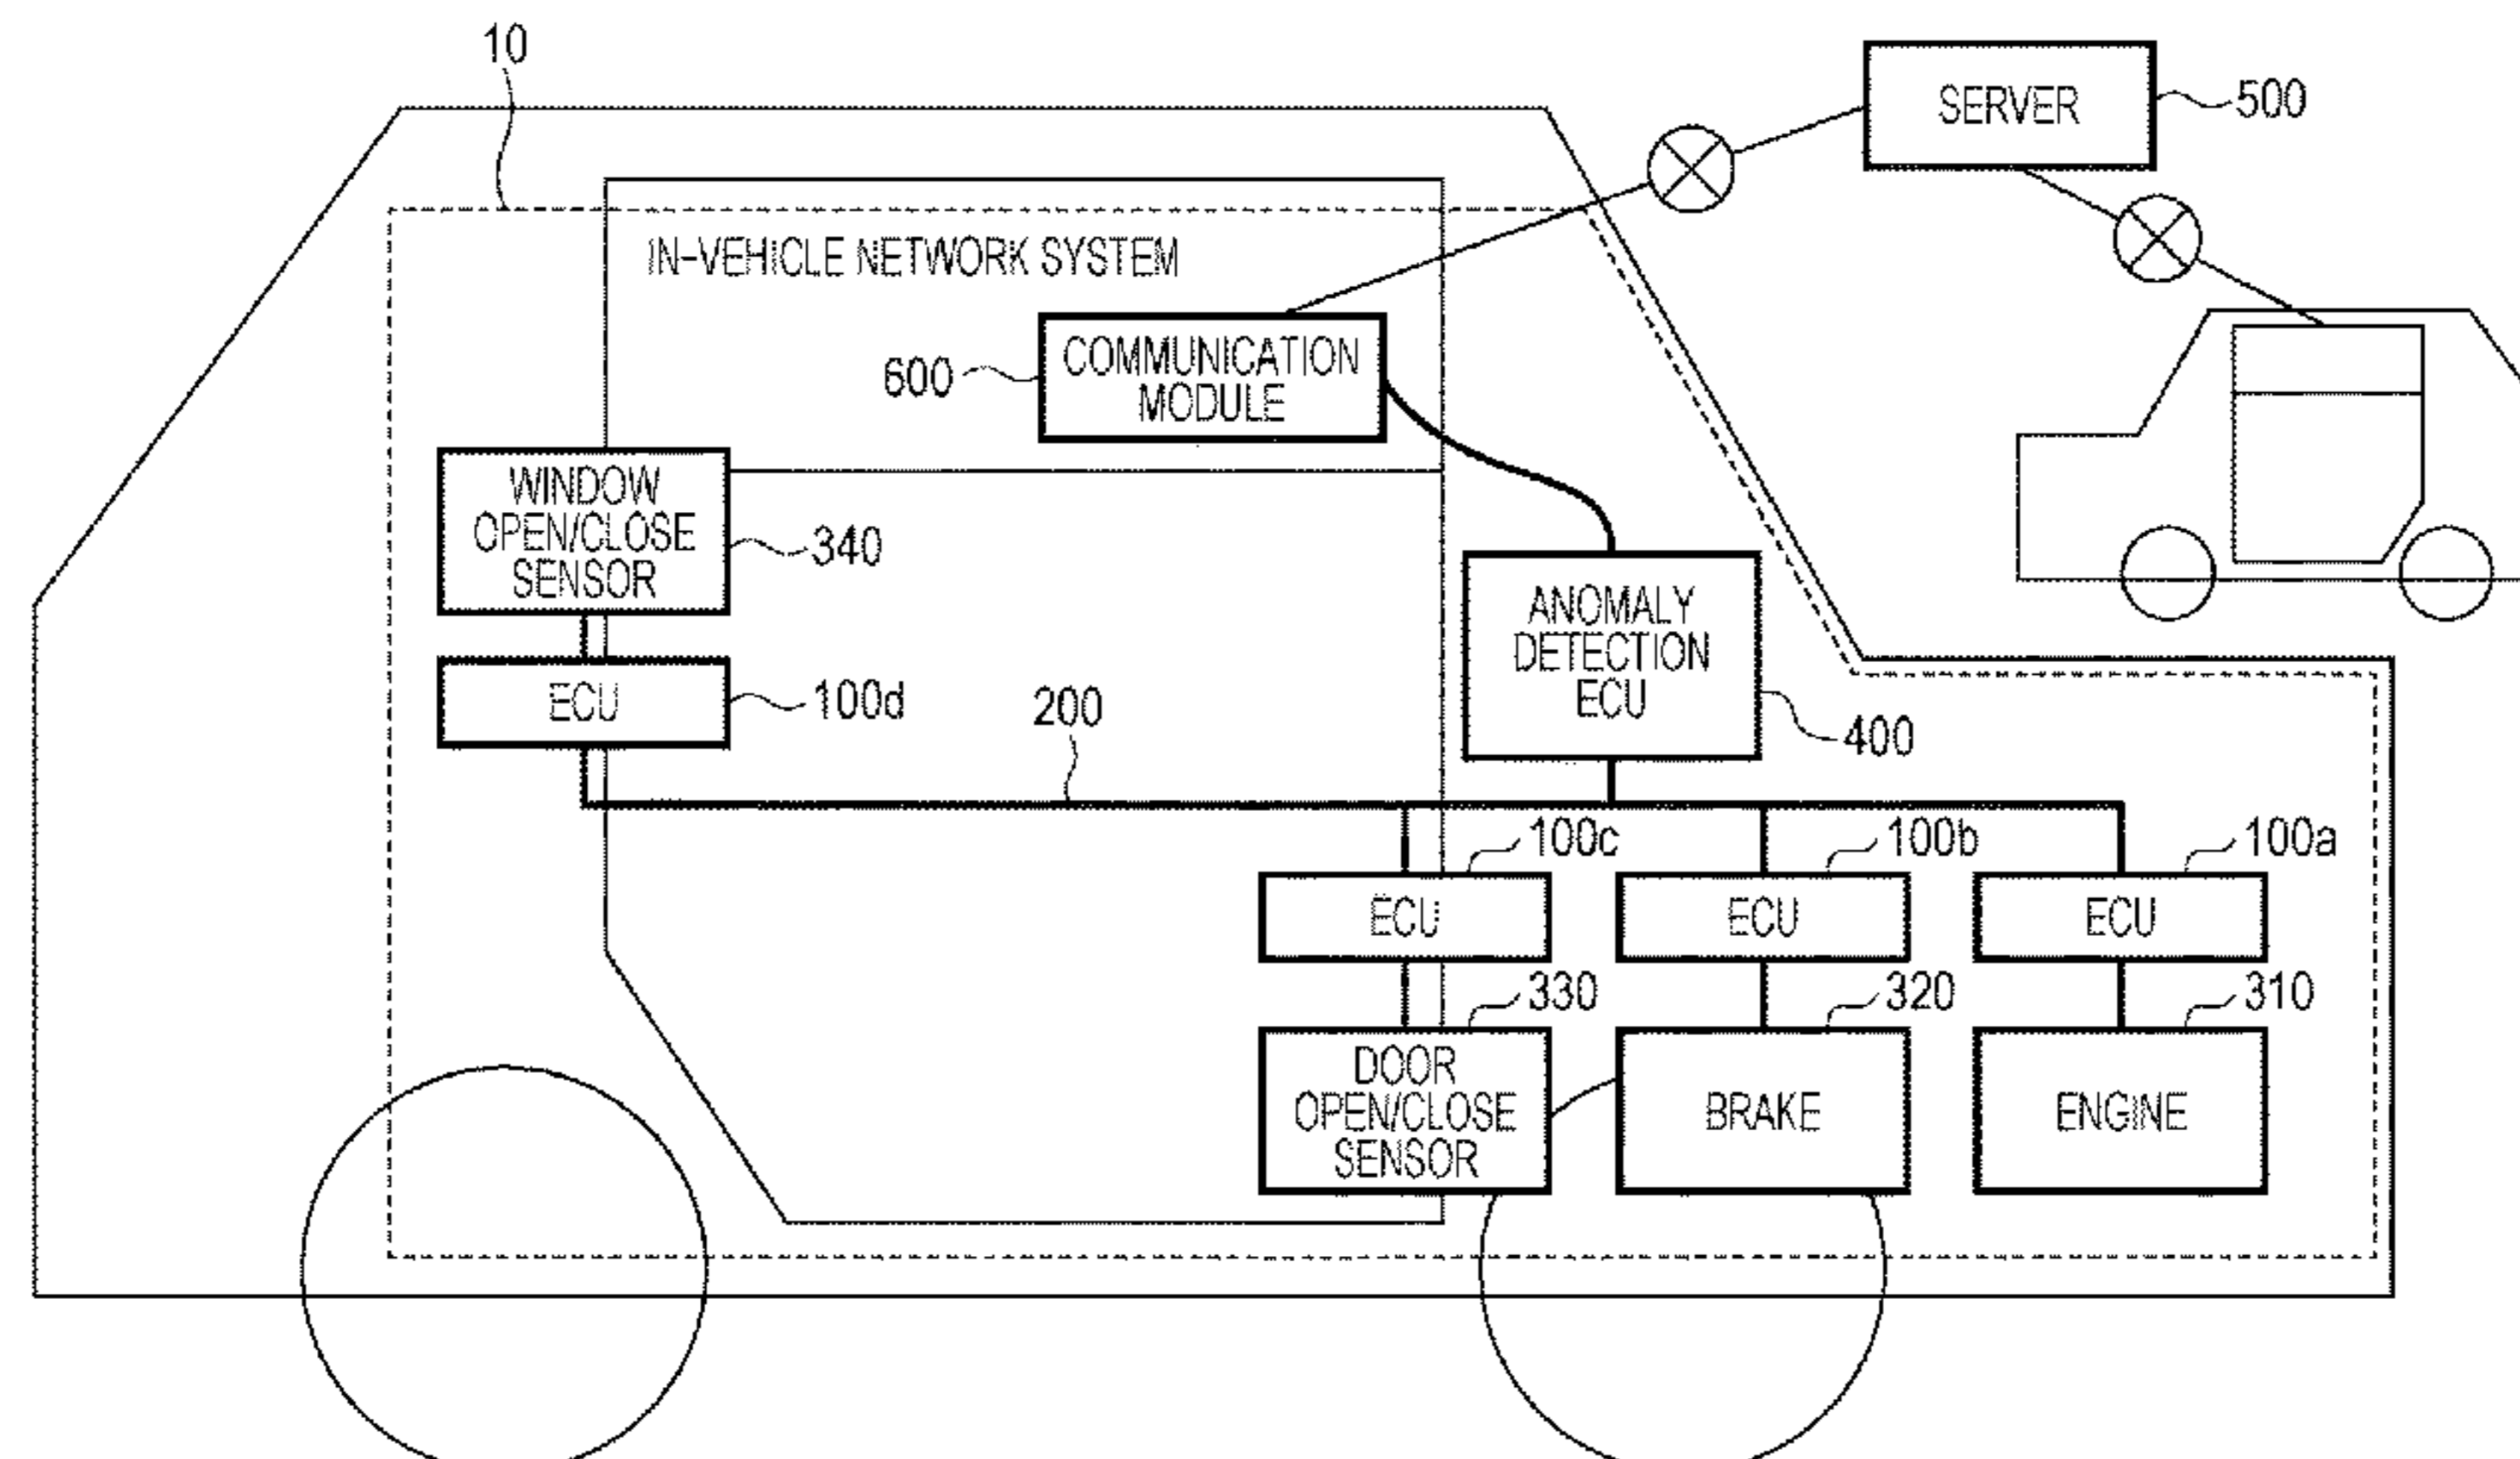 10
SERVER
500
IN-VEHICLE NETWORK SYSTEM
COMMUNICATION
MODULE
600
WINDOW
OPEN/CLOSE
SENSOR
340
ANOMALY
DETECTION
ECU
400
ECU
100d
200
100c
100b
100a
ECU
ECU
ECU
330
320
310
DOOR
OPEN/CLOSE
SENSOR
BRAKE
ENGINE